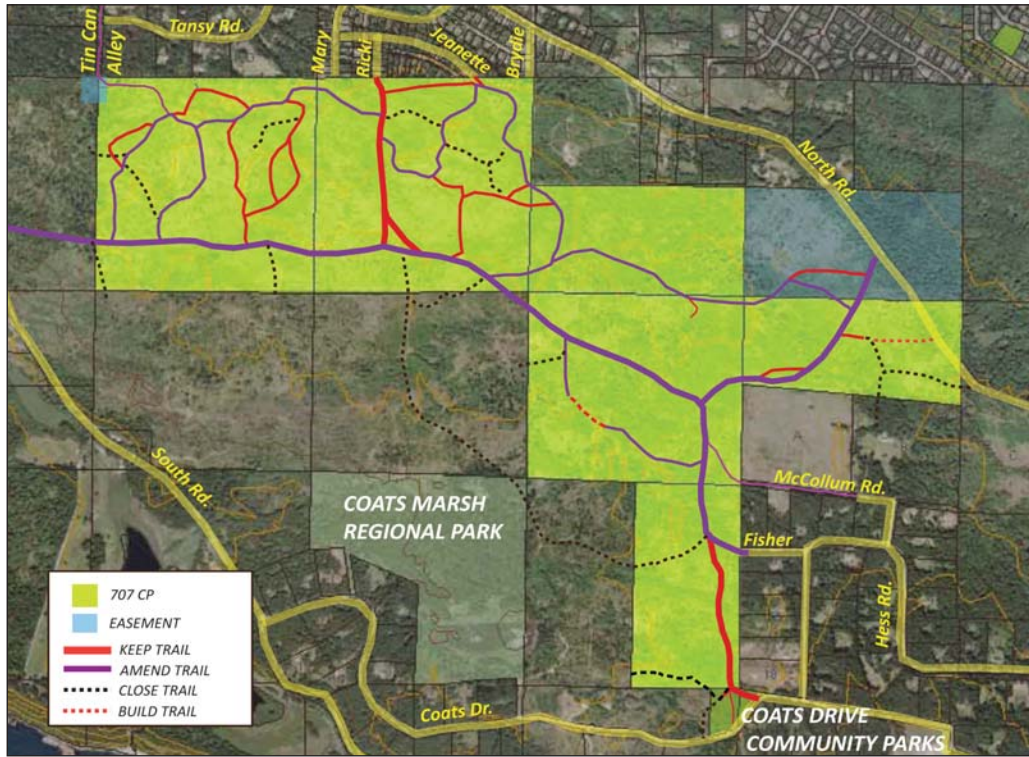 Tansy Rd.
Tin Can
Alley
Mary
Ricki
Jeanette
Brydie
North Rd.
South Rd.
COATS MARSH
REGIONAL PARK
McCollum Rd.
Fisher
Hess Rd.
707 CP
EASEMENT
KEEP TRAIL
AMEND TRAIL
CLOSE TRAIL
BUILD TRAIL
Coats Dr.
18
COATS DRIVE
COMMUNITY PARKS